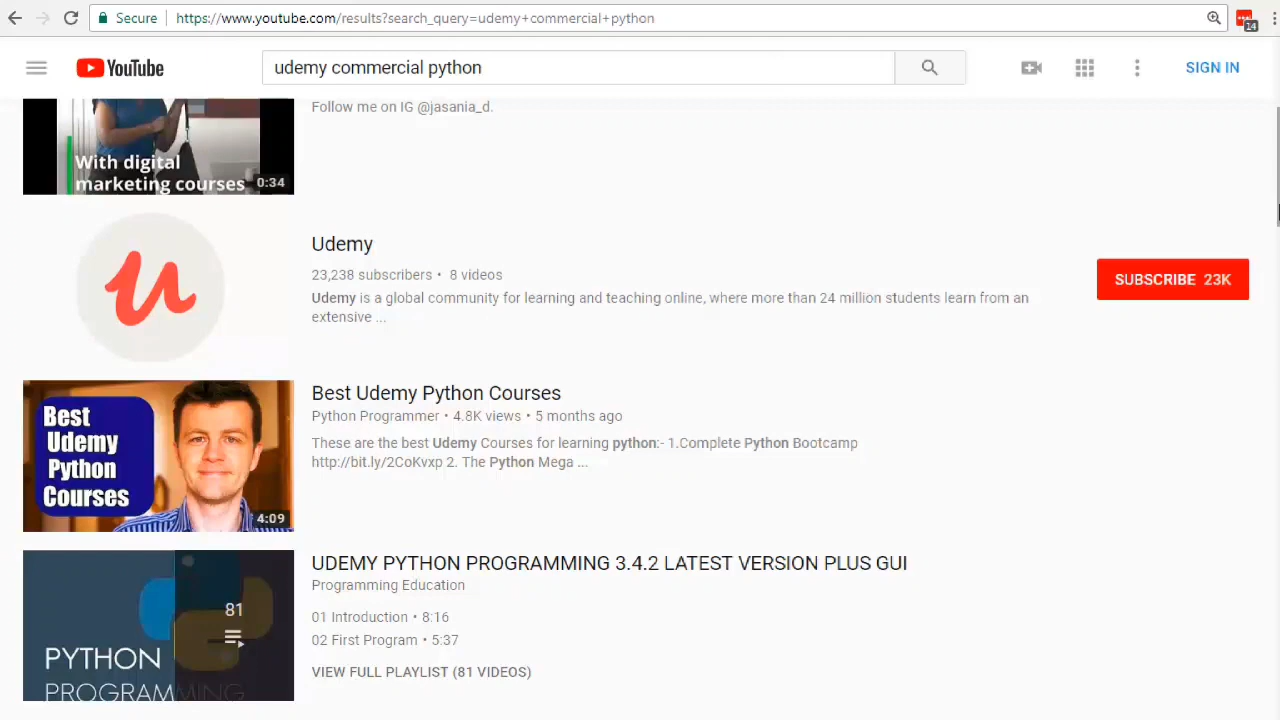 Secure
https://www.youtube.com/results?search_query=udemy+commercial+python
14
YouTube
udemy commercial python
SIGN IN
Follow me on IG @jasania_d.
With digital
marketing courses
0:34
Udemy
23,238 subscribers • 8 videos
Udemy is a global community for learning and teaching online, where more than 24 million students learn from an
extensive ...
SUBSCRIBE 23K
Best
Udemy
Python
Courses
4:09
Best Udemy Python Courses
Python Programmer • 4.8K views • 5 months ago
These are the best Udemy Courses for learning python:- 1.Complete Python Bootcamp
http://bit.ly/2CoKvxp 2. The Python Mega ...
81
PYTHON
PROGRAMMING
UDEMY PYTHON PROGRAMMING 3.4.2 LATEST VERSION PLUS GUI
Programming Education
01 Introduction • 8:16
02 First Program • 5:37
VIEW FULL PLAYLIST (81 VIDEOS)